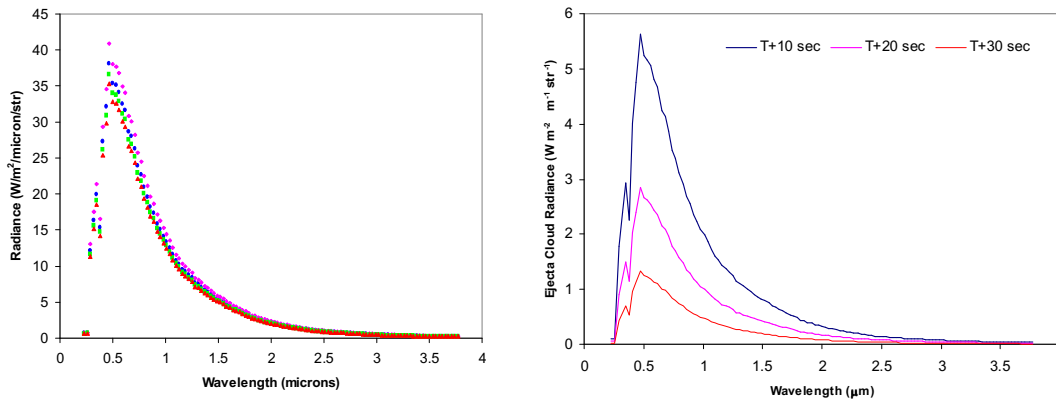 45
40
35
30
25
20
15
10
5
0
Radiance (W/m²/micron/str)
0 0.5 1 1.5 2 2.5 3 3.5 4
Wavelength (microns)
6
5
4
3
2
1
0
Ejecta Cloud Radiance (W m⁻² m⁻¹ str⁻¹)
T+10 sec T+20 sec T+30 sec
0 0.5 1 1.5 2 2.5 3 3.5
Wavelength (μm)